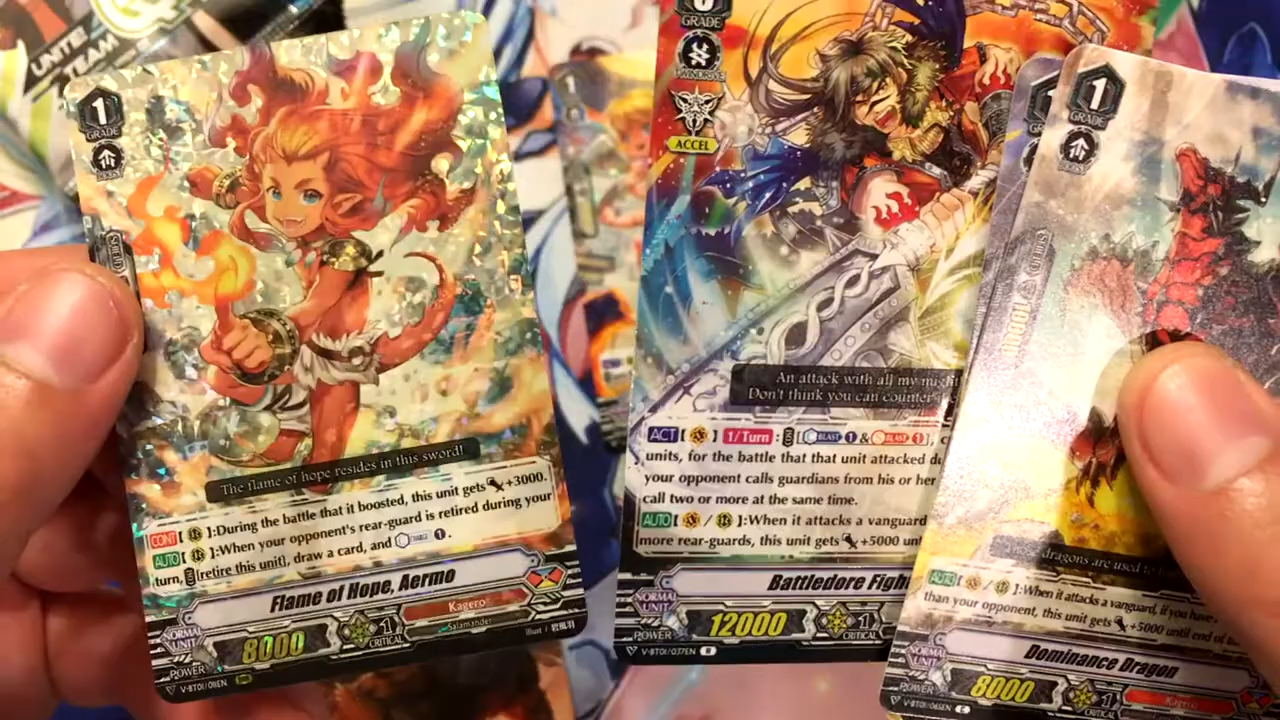 UNITE
TEAM
1
GRADE
The flame of hope resides in this sword!
CONT [ ]:During the battle that it boosted, this unit gets +3000.
AUTO [ ]:When your opponent's rear-guard is retired during your
turn, [retire this unit], draw a card, and CHARGE 1.
Flame of Hope, Aermo
NORMAL
UNIT
Kagero
Salamander
POWER
8000
1
CRITICAL
V-BT01/011EN
GRADE
ACCEL
An attack with all my might
Don't think you can counter
ACT [ ] 1/Turn : [ BLAST 1 & BLAST 1],
units, for the battle that that unit attacked
your opponent calls guardians from his or her
call two or more at the same time.
AUTO [ / ]:When it attacks a vanguard
more rear-guards, this unit gets +5000
Battledore
NORMAL
UNIT
POWER
12000
1
CRITICAL
V-BT01/037EN R
1
GRADE
dragons are used to
AUTO [ / ]:When it attacks a vanguard, if you have
than your opponent, this unit gets +5000 until end of
Dominance Dragon
NORMAL
UNIT
Kagero
POWER
8000
1
CRITICAL
V-BT01/065EN C